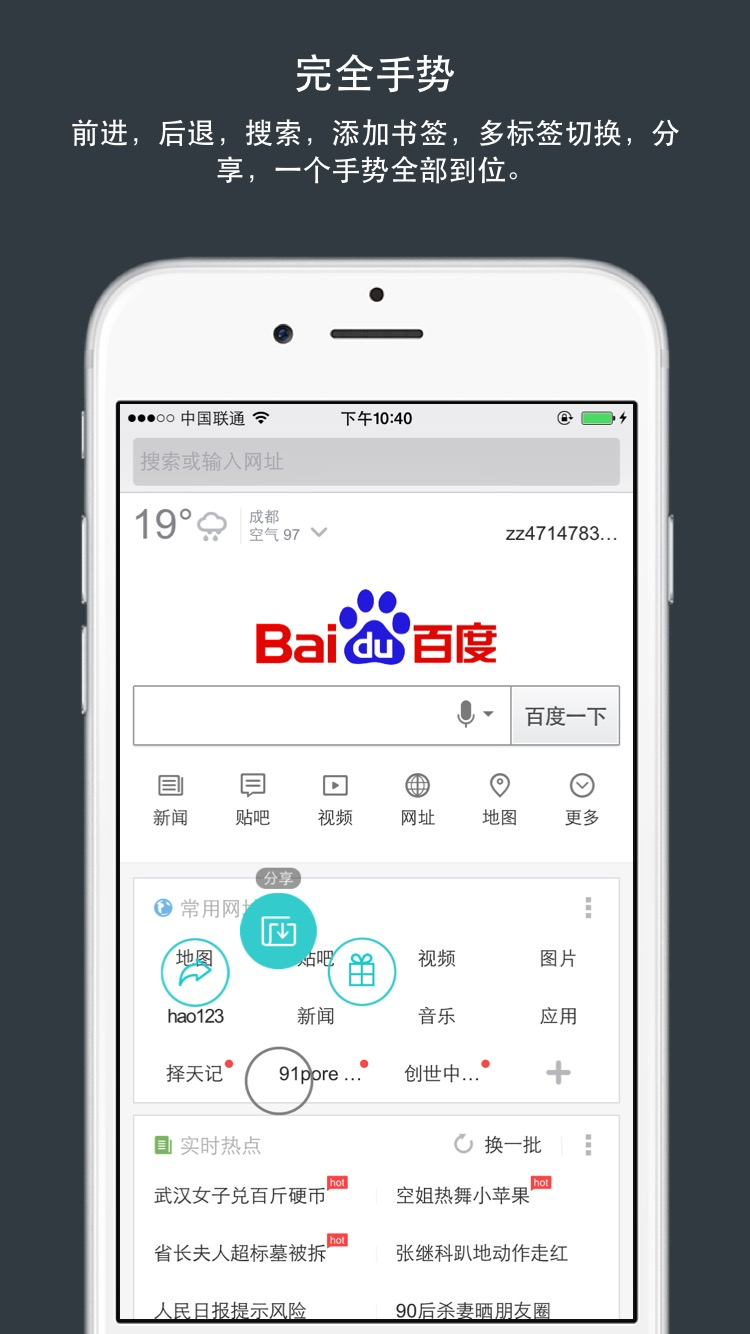 完全手势
前进，后退，搜索，添加书签，多标签切换，分
享，一个手势全部到位。
中国联通 下午10:40
搜索或输入网址
19° 成都
空气 97
zz4714783...
Bai du 百度
百度一下
新闻 贴吧 视频 网址 地图 更多
分享
常用网址
地图 贴吧 视频 图片
hao123 新闻 音乐 应用
择天记 91pore ... 创世中...
实时热点 换一批
武汉女子兑百斤硬币 hot 空姐热舞小苹果 hot
省长夫人超标墓被拆 hot 张继科趴地动作走红
人民日报提示风险 90后杀妻晒朋友圈